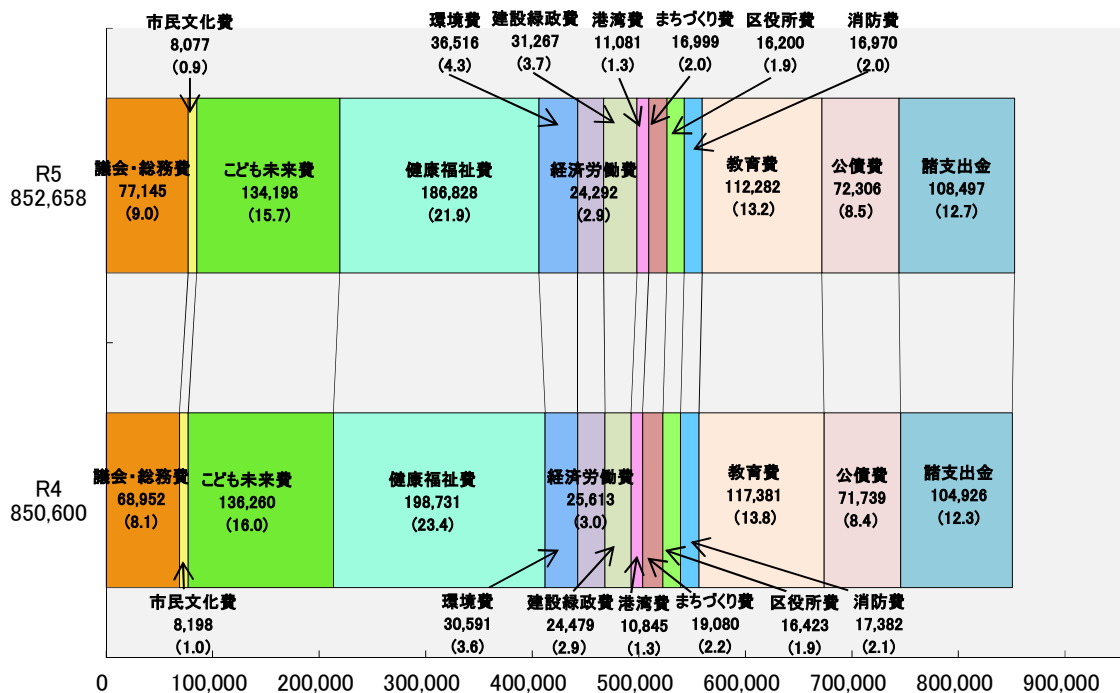 市民文化費
8,077
(0.9)
環境費
36,516
(4.3)
建設緑政費
31,267
(3.7)
港湾費
11,081
(1.3)
まちづくり費
16,999
(2.0)
区役所費
16,200
(1.9)
消防費
16,970
(2.0)
R5
852,658
議会・総務費
77,145
(9.0)
こども未来費
134,198
(15.7)
健康福祉費
186,828
(21.9)
経済労働費
24,292
(2.9)
教育費
112,282
(13.2)
公債費
72,306
(8.5)
諸支出金
108,497
(12.7)
R4
850,600
議会・総務費
68,952
(8.1)
こども未来費
136,260
(16.0)
健康福祉費
198,731
(23.4)
経済労働費
25,613
(3.0)
教育費
117,381
(13.8)
公債費
71,739
(8.4)
諸支出金
104,926
(12.3)
市民文化費
8,198
(1.0)
環境費
30,591
(3.6)
建設緑政費
24,479
(2.9)
港湾費
10,845
(1.3)
まちづくり費
19,080
(2.2)
区役所費
16,423
(1.9)
消防費
17,382
(2.1)
0 100,000 200,000 300,000 400,000 500,000 600,000 700,000 800,000 900,000